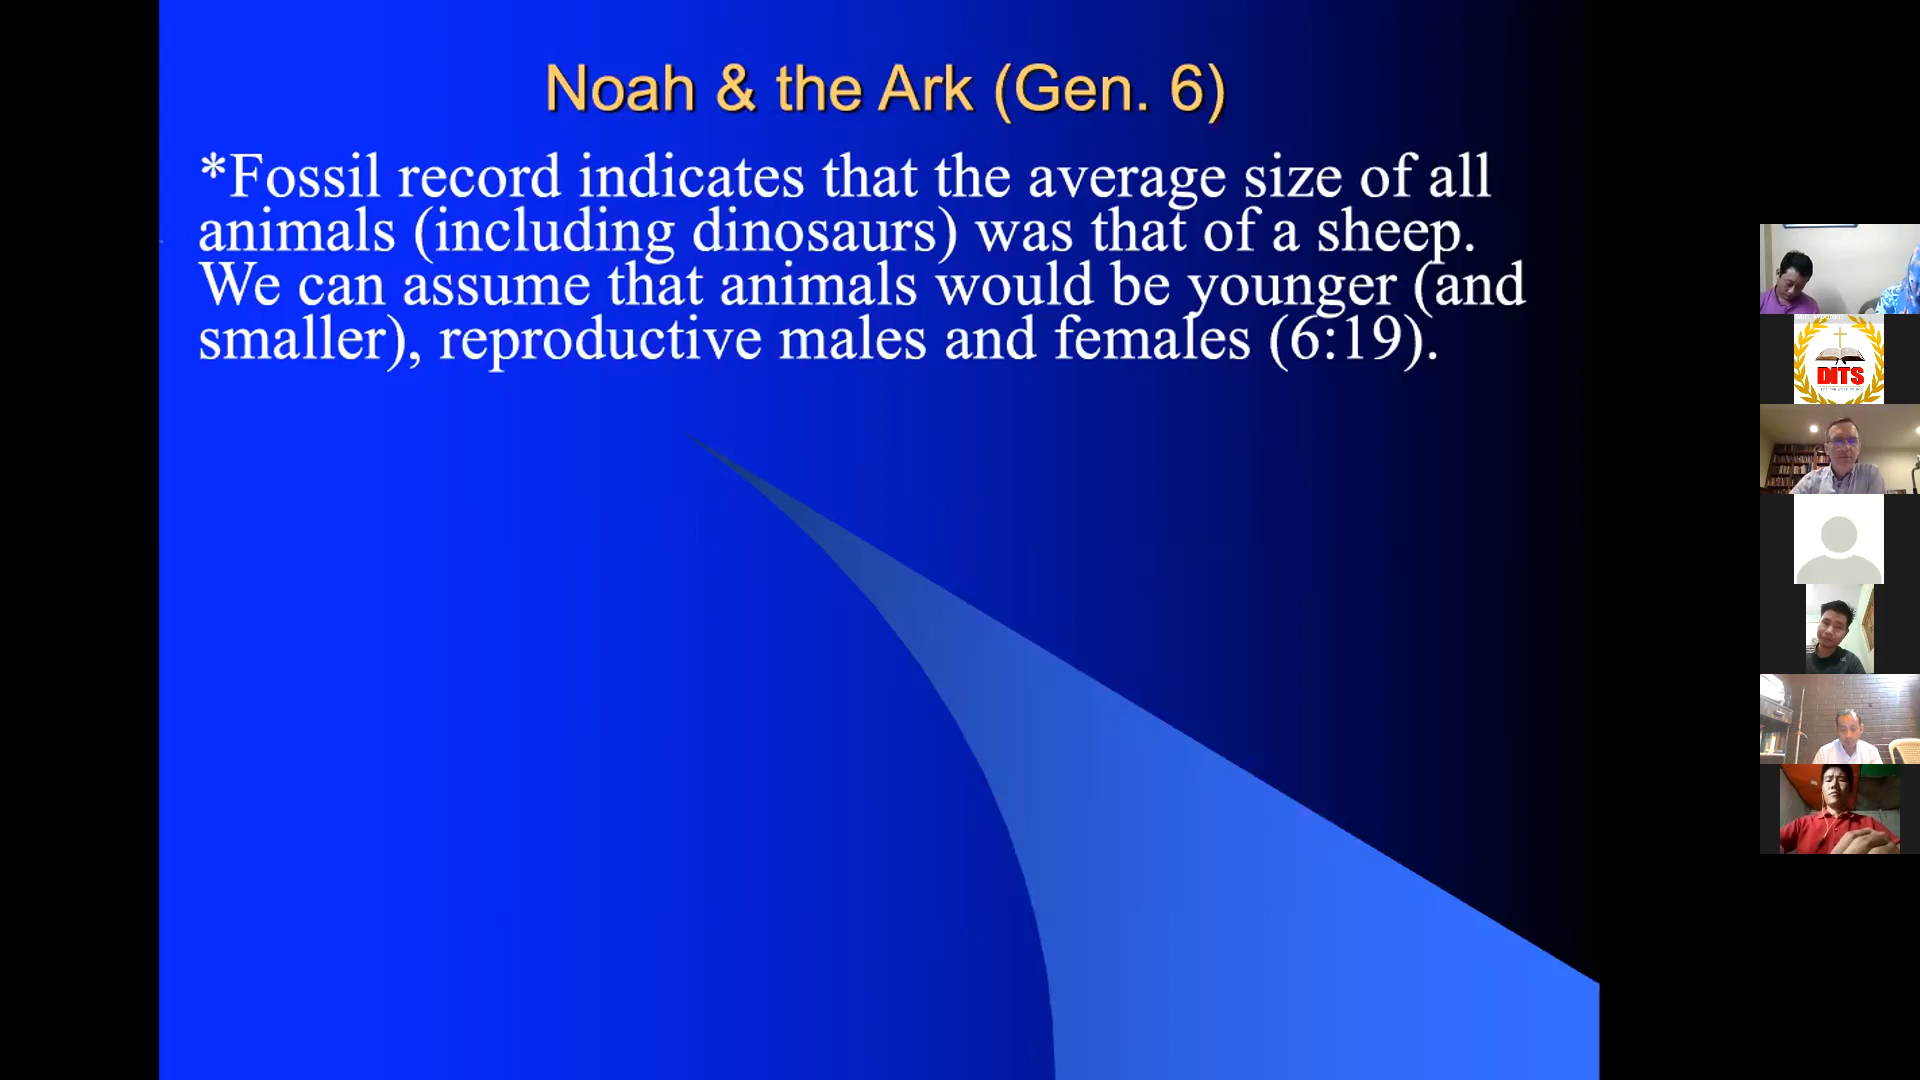 Noah & the Ark (Gen. 6)
*Fossil record indicates that the average size of all
animals (including dinosaurs) was that of a sheep.
We can assume that animals would be younger (and
smaller), reproductive males and females (6:19).
DITS